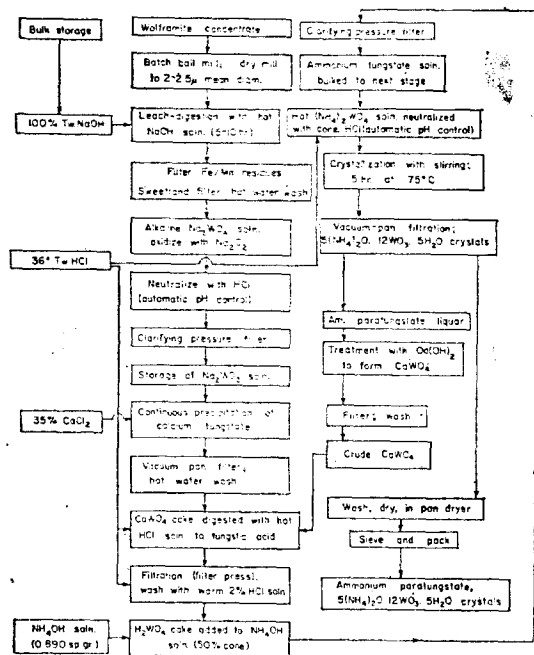 Bulk storage
100% Tw NaOH
36° Tw HCl
35% CaCl2
NH4OH soln.
(0.890 sp gr)
Wolframite concentrate
Batch ball mill, dry mill
to 2-2.5μ mean diam.
Leach-digestion with hot
NaOH soln. (5-10 hr)
Filter Fe/Mn residues
Sweetland filter hot water wash
Alkaline Na2WO4 soln.
oxidize with Na2O2
Neutralize with HCl
(automatic pH control)
Clarifying pressure filter
Storage of Na2WO4 soln.
Continuous precipitation of
calcium tungstate
Vacuum pan filter;
hot water wash
CaWO4 cake digested with hot
HCl soln to tungstic acid
Filtration (filter press),
wash with warm 2% HCl soln
H2WO4 cake added to NH4OH
soln. (50% conc)
Clarifying pressure filter
Ammonium tungstate soln.
bulked to next stage
Hot (NH4)2WO4 soln. neutralized
with conc. HCl (automatic pH control)
Crystallization with stirring;
5 hr. at 75°C
Vacuum-pan filtration;
5(NH4)2O. 12WO3. 5H2O crystals
Am. paratungstate liquor
Treatment with
to form CaWO4
Filter; wash
Crude CaWO4
Wash, dry, in pan dryer
Sieve and pack
Ammonium paratungstate,
5(NH4)2O 12WO3. 5H2O
crystals